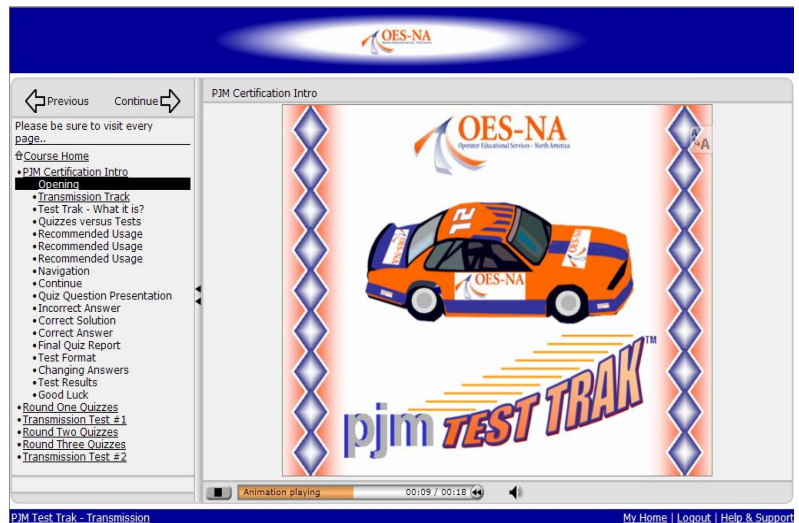 OES-NA
Previous Continue
PJM Certification Intro
Please be sure to visit every
page..
Course Home
•PJM Certification Intro
Opening
•Transmission Track
•Test Trak - What it is?
•Quizzes versus Tests
•Recommended Usage
•Recommended Usage
•Recommended Usage
•Navigation
•Continue
•Quiz Question Presentation
•Incorrect Answer
•Correct Solution
•Correct Answer
•Final Quiz Report
•Test Format
•Changing Answers
•Test Results
•Good Luck
•Round One Quizzes
•Transmission Test #1
•Round Two Quizzes
•Round Three Quizzes
•Transmission Test #2
OES-NA
Operator Educational Services - North America
A
A
12
OES-NA
pjm TEST TRAK™
Animation playing 00:09 / 00:18
PJM Test Trak - Transmission
My Home | Logout | Help & Support